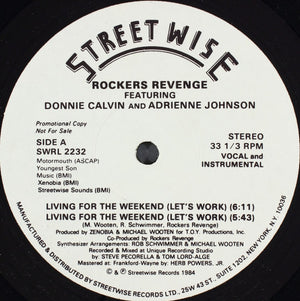 STREET WISE
ROCKERS REVENGE
FEATURING
DONNIE CALVIN AND ADRIENNE JOHNSON
Promotional Copy
Not For Sale
SIDE A
SWRL 2232
Motormouth (ASCAP)
Youngest Son
Music (BMI)
Xenobia (BMI)
Streetwise Sounds (BMI)
STEREO
33 1/3 RPM
VOCAL and
INSTRUMENTAL
LIVING FOR THE WEEKEND (LET'S WORK) (6:11)
LIVING FOR THE WEEKEND (LET'S WORK) (5:43)
(M. Wooten, R. Schwimmer, Rockers Revenge)
Produced by ZENOBIA & MICHAEL WOOTEN for T.O.Y. Productions, Inc.
Co-Produced by Rockers Revenge
Synthesizer Arrangements: ROB SCHWIMMER & MICHAEL WOOTEN
Recorded & Mixed at Unique Recording Studio
by STEVE PECORELLA & TOM LORD-ALGE
Mastered at: Frankford-Wayne by: HERB POWERS, JR.
© & ℗ Streetwise Records 1984
MANUFACTURED & DISTRIBUTED BY STREETWISE RECORDS LTD., 25W 43 ST. SUITE 1202, NEW YORK, N.Y. 10036